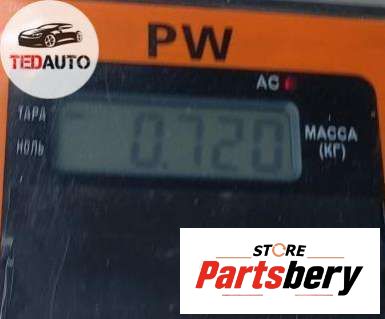 TEDAUTO
PW
AC
ТАРА
НОЛЬ
0.720
МАССА
(КГ)
STORE
Partsbery